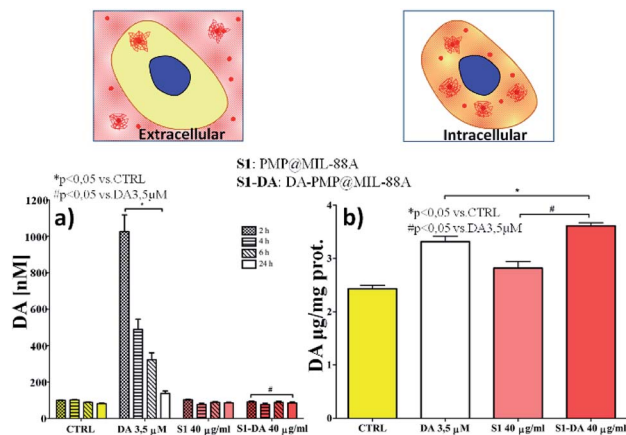 Extracellular
Intracellular
S1: PMP@MIL-88A
S1-DA: DA-PMP@MIL-88A
*p<0,05 vs.CTRL
#p<0,05 vs.DA3,5µM
a)
*
2 h
4 h
6 h
24 h
#
DA [nM]
1200
1000
800
600
400
200
0
CTRL
DA 3,5 µM
S1 40 µg/ml
S1-DA 40 µg/ml
b)
*
*p<0,05 vs.CTRL
#p<0,05 vs.DA3,5µM
#
DA µg/mg prot.
4
3
2
1
0
CTRL
DA 3,5 µM
S1 40 µg/ml
S1-DA 40 µg/ml